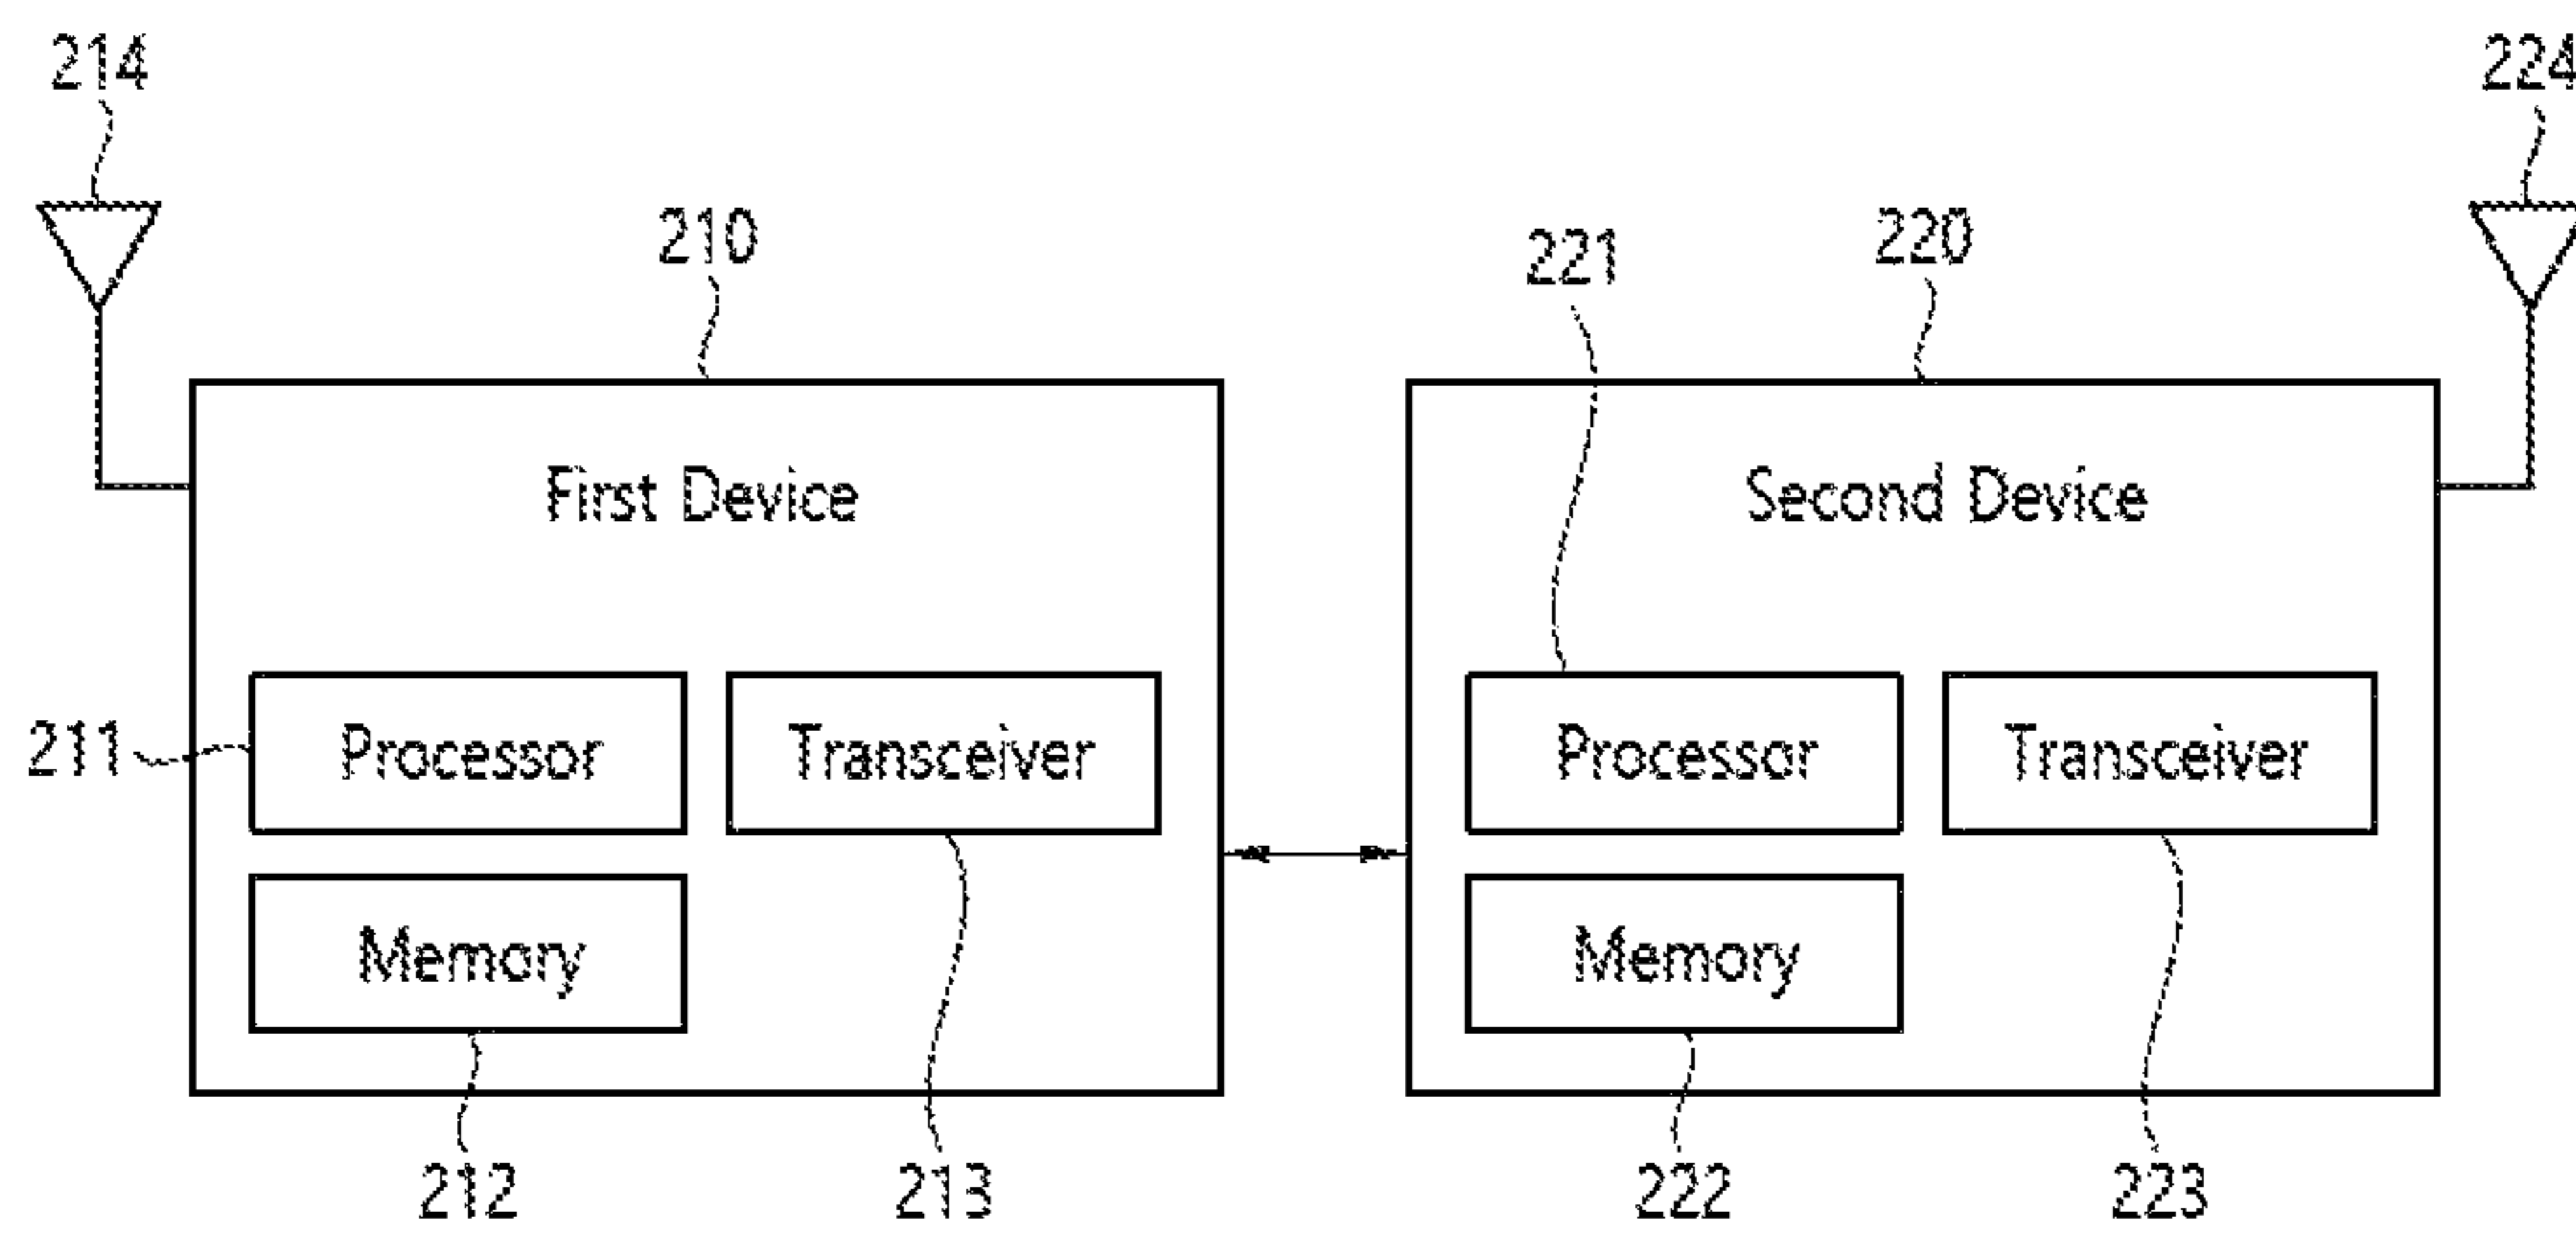 214
224
210
221
220
First Device
Second Device
211
Processor
Transceiver
Processor
Transceiver
Memory
Memory
212
213
222
223